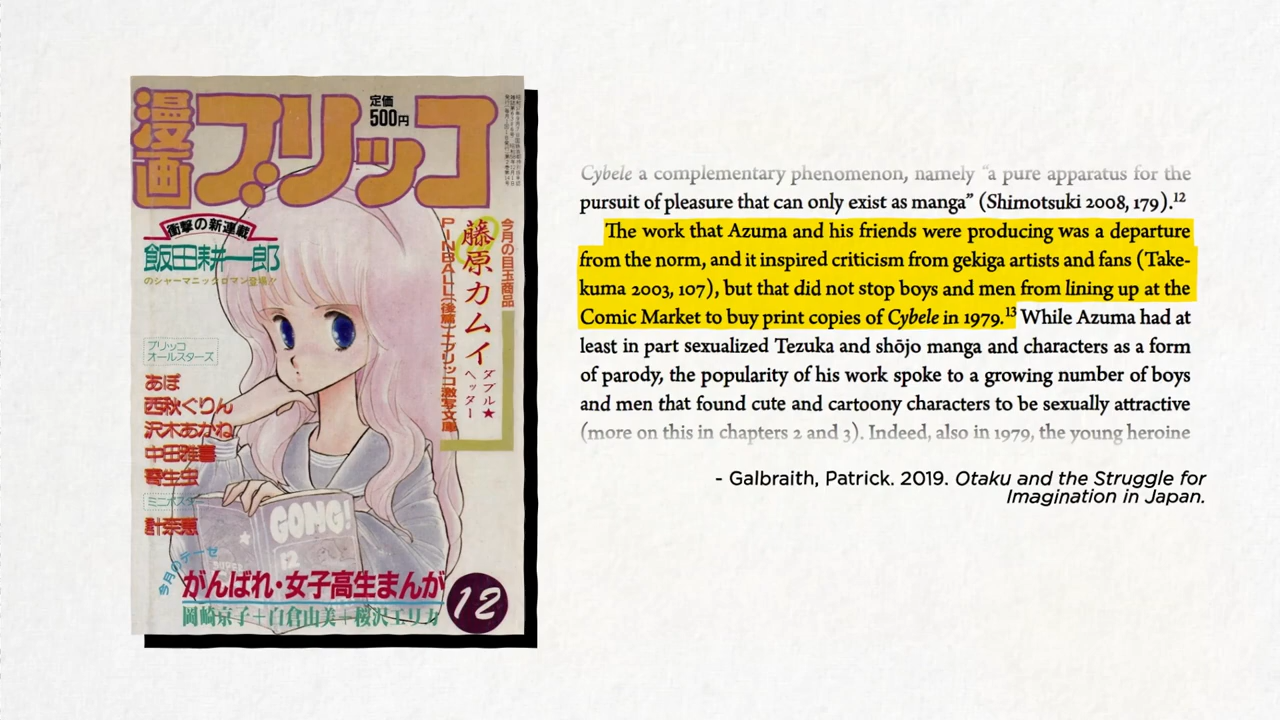 漫画ブリッコ
定価
500円
衝撃の新連載
飯田耕一郎
のシャーマニックロマン登場!!
今月の目玉商品
藤原カムイ
ダブル★ヘッダー
PINBALL(後篇)+ブリッコ激写文庫
ブリッコ
オールスターズ
あぽ
西秋ぐりん
沢木あかね
中田雅喜
寄生虫
ミニポスター
計奈恵
GONG!
12
今月のテーゼ
がんばれ・女子高生まんが
岡崎京子+白倉由美+桜沢エリカ
12
Cybele a complementary phenomenon, namely “a pure apparatus for the
pursuit of pleasure that can only exist as manga” (Shimotsuki 2008, 179).12
The work that Azuma and his friends were producing was a departure
from the norm, and it inspired criticism from gekiga artists and fans (Take-
kuma 2003, 107), but that did not stop boys and men from lining up at the
Comic Market to buy print copies of Cybele in 1979.13 While Azuma had at
least in part sexualized Tezuka and shōjo manga and characters as a form
of parody, the popularity of his work spoke to a growing number of boys
and men that found cute and cartoony characters to be sexually attractive
(more on this in chapters 2 and 3). Indeed, also in 1979, the young heroine
- Galbraith, Patrick. 2019. Otaku and the Struggle for
Imagination in Japan.